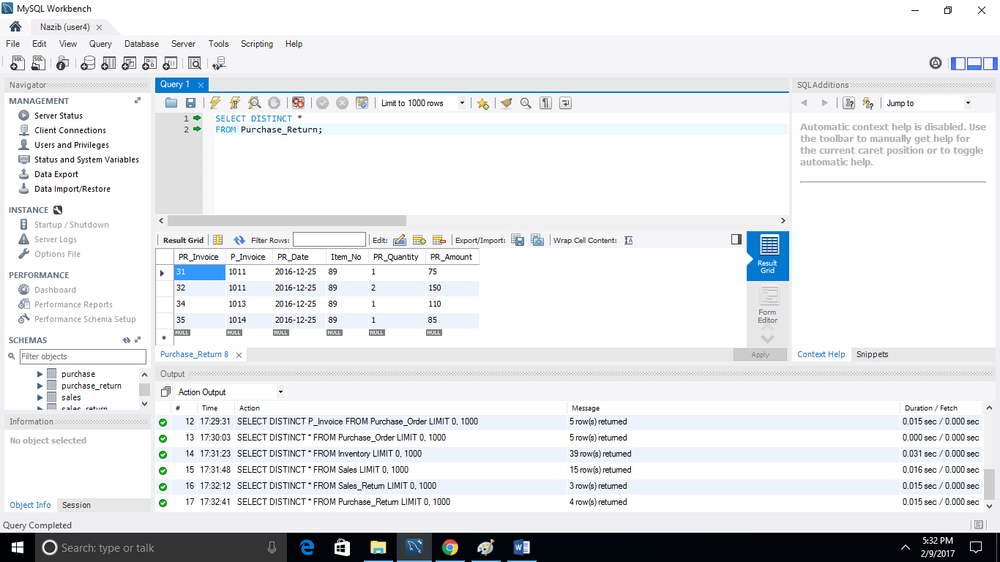 MySQL Workbench
Nazib (user4)
File Edit View Query Database Server Tools Scripting Help
Navigator
MANAGEMENT
Server Status
Client Connections
Users and Privileges
Status and System Variables
Data Export
Data Import/Restore
INSTANCE
Startup / Shutdown
Server Logs
Options File
PERFORMANCE
Dashboard
Performance Reports
Performance Schema Setup
SCHEMAS
Filter objects
purchase
purchase_return
sales
sales_return
Information
No object selected
Object Info Session
Query 1
Limit to 1000 rows
1 SELECT DISTINCT *
2 FROM Purchase_Return;
Result Grid Filter Rows: Edit: Export/Import: Wrap Cell Content:
PR_Invoice P_Invoice PR_Date Item_No PR_Quantity PR_Amount
31 1011 2016-12-25 89 1 75
32 1011 2016-12-25 89 2 150
34 1013 2016-12-25 89 1 110
35 1014 2016-12-25 89 1 85
NULL NULL NULL NULL NULL NULL
Result
Grid
Form
Editor
Purchase_Return 8
Apply
SQLAdditions
Jump to
Automatic context help is disabled. Use
the toolbar to manually get help for
the current caret position or to toggle
automatic help.
Context Help Snippets
Output
Action Output
# Time Action Message Duration / Fetch
12 17:29:31 SELECT DISTINCT P_Invoice FROM Purchase_Order LIMIT 0, 1000 5 row(s) returned 0.015 sec / 0.000 sec
13 17:30:03 SELECT DISTINCT * FROM Purchase_Order LIMIT 0, 1000 5 row(s) returned 0.000 sec / 0.000 sec
14 17:31:23 SELECT DISTINCT * FROM Inventory LIMIT 0, 1000 39 row(s) returned 0.031 sec / 0.000 sec
15 17:31:48 SELECT DISTINCT * FROM Sales LIMIT 0, 1000 15 row(s) returned 0.016 sec / 0.000 sec
16 17:32:12 SELECT DISTINCT * FROM Sales_Return LIMIT 0, 1000 3 row(s) returned 0.015 sec / 0.000 sec
17 17:32:41 SELECT DISTINCT * FROM Purchase_Return LIMIT 0, 1000 4 row(s) returned 0.015 sec / 0.000 sec
Query Completed
Search: type or talk
5:32 PM
2/9/2017